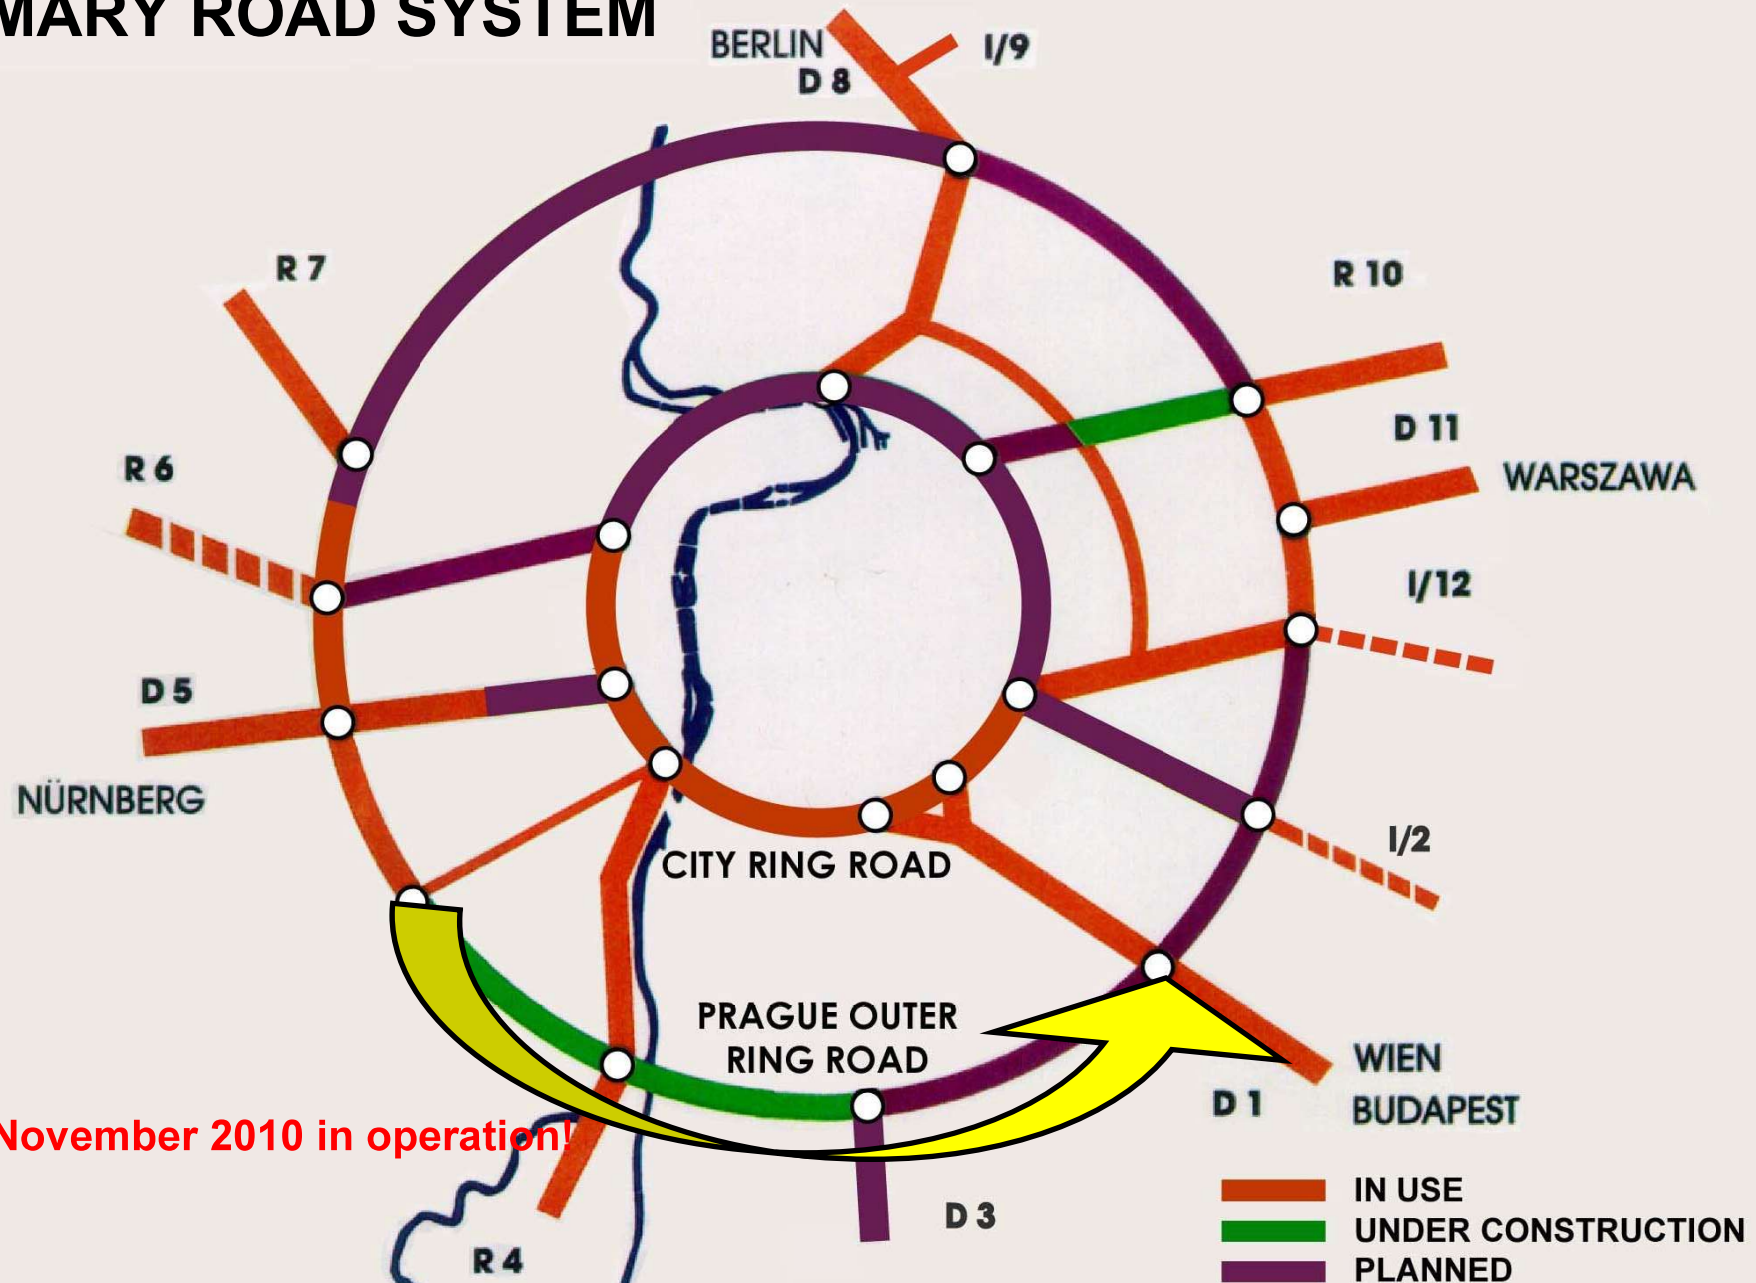 MARY ROAD SYSTEM
BERLIN
D 8
I/9
R 7
R 10
D 11
WARSZAWA
R 6
I/12
D 5
NÜRNBERG
I/2
CITY RING ROAD
PRAGUE OUTER
RING ROAD
WIEN
BUDAPEST
D 1
November 2010 in operation!
D 3
R 4
IN USE
UNDER CONSTRUCTION
PLANNED